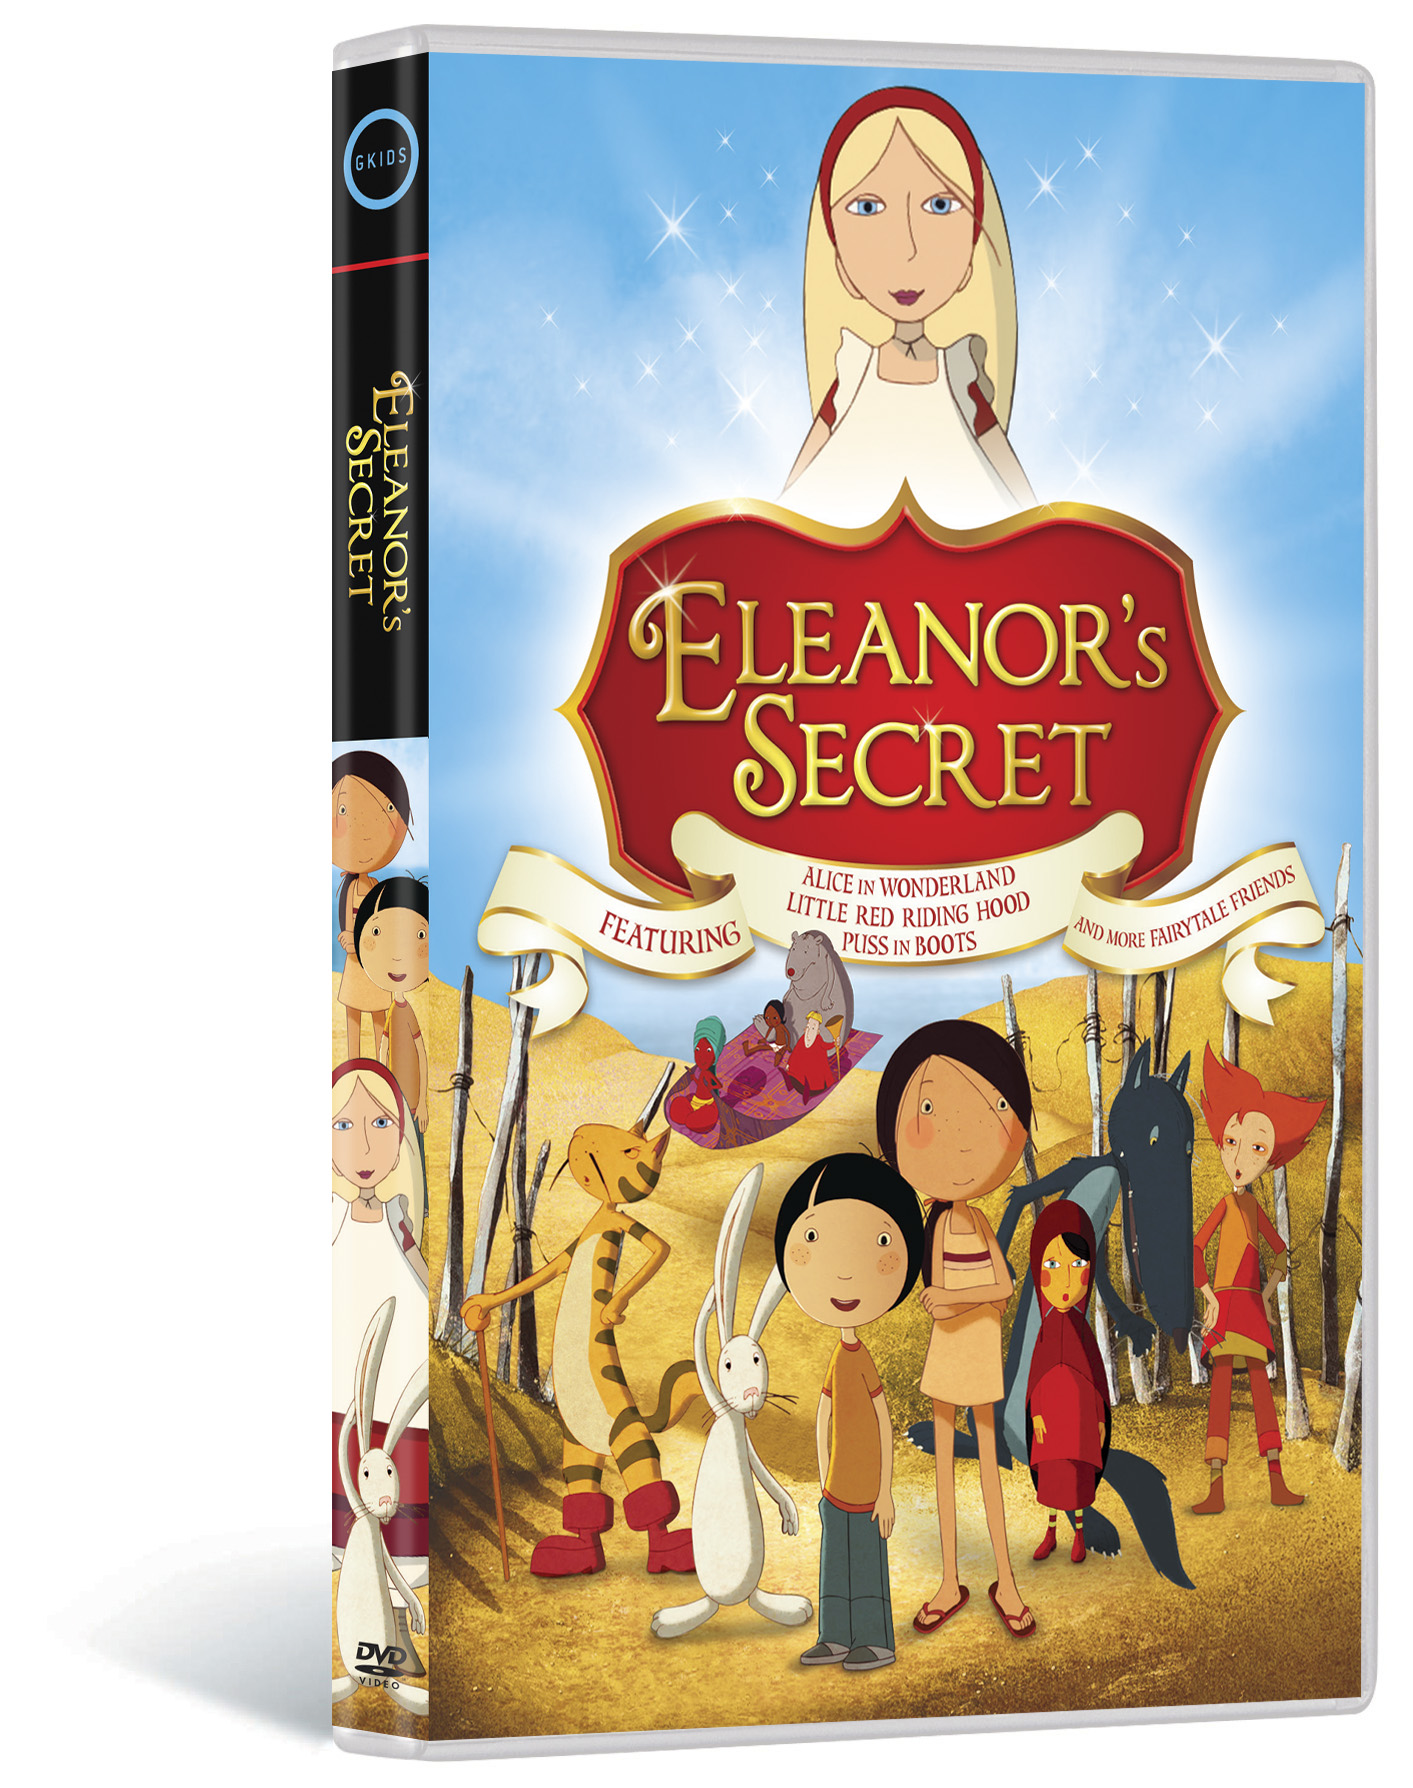 GKIDS
ELEANOR'S
SECRET
DVD
VIDEO
ELEANOR'S
SECRET
FEATURING
ALICE IN WONDERLAND
LITTLE RED RIDING HOOD
PUSS IN BOOTS
AND MORE FAIRYTALE FRIENDS